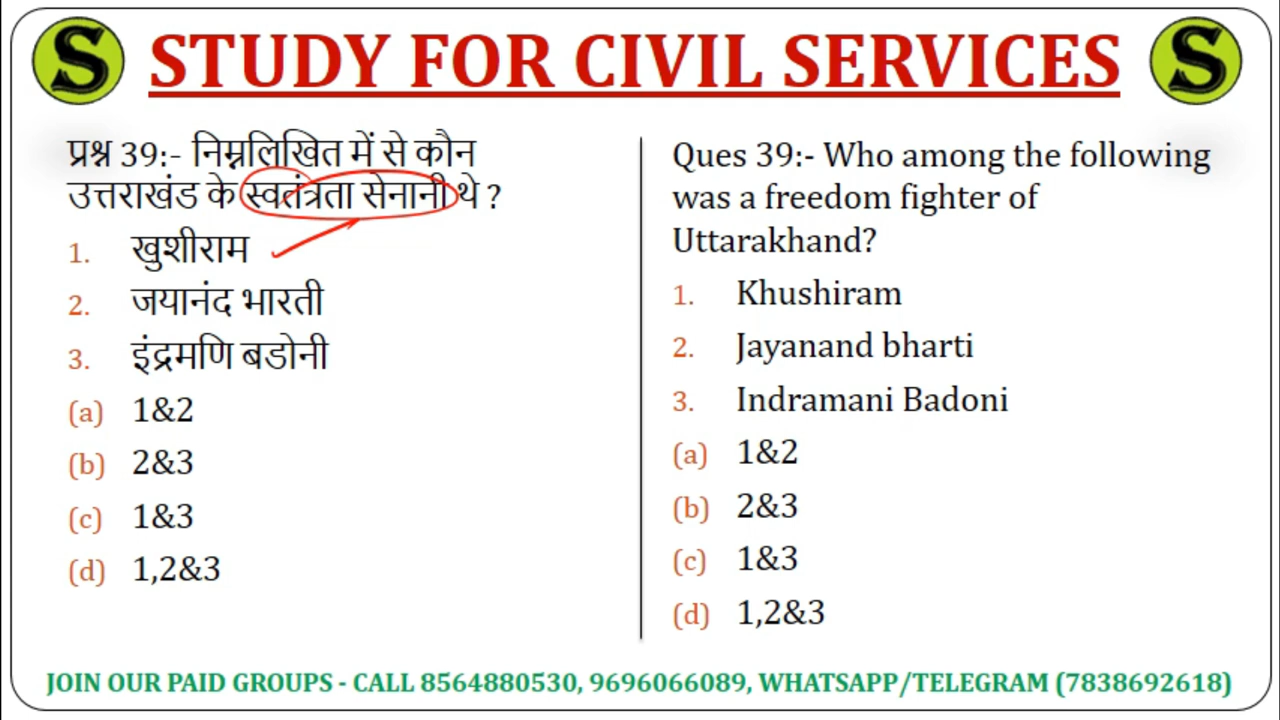 S STUDY FOR CIVIL SERVICES S
प्रश्न 39:- निम्नलिखित में से कौन
उत्तराखंड के स्वतंत्रता सेनानी थे ?
1. खुशीराम
2. जयानंद भारती
3. इंद्रमणि बडोनी
(a) 1&2
(b) 2&3
(c) 1&3
(d) 1,2&3
Ques 39:- Who among the following
was a freedom fighter of
Uttarakhand?
1. Khushiram
2. Jayanand bharti
3. Indramani Badoni
(a) 1&2
(b) 2&3
(c) 1&3
(d) 1,2&3
JOIN OUR PAID GROUPS - CALL 8564880530, 9696066089, WHATSAPP/TELEGRAM (7838692618)